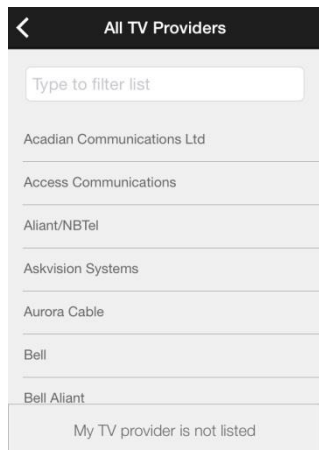 All TV Providers
Type to filter list
Acadian Communications Ltd
Access Communications
Aliant/NBTel
Askvision Systems
Aurora Cable
Bell
Bell Aliant
My TV provider is not listed